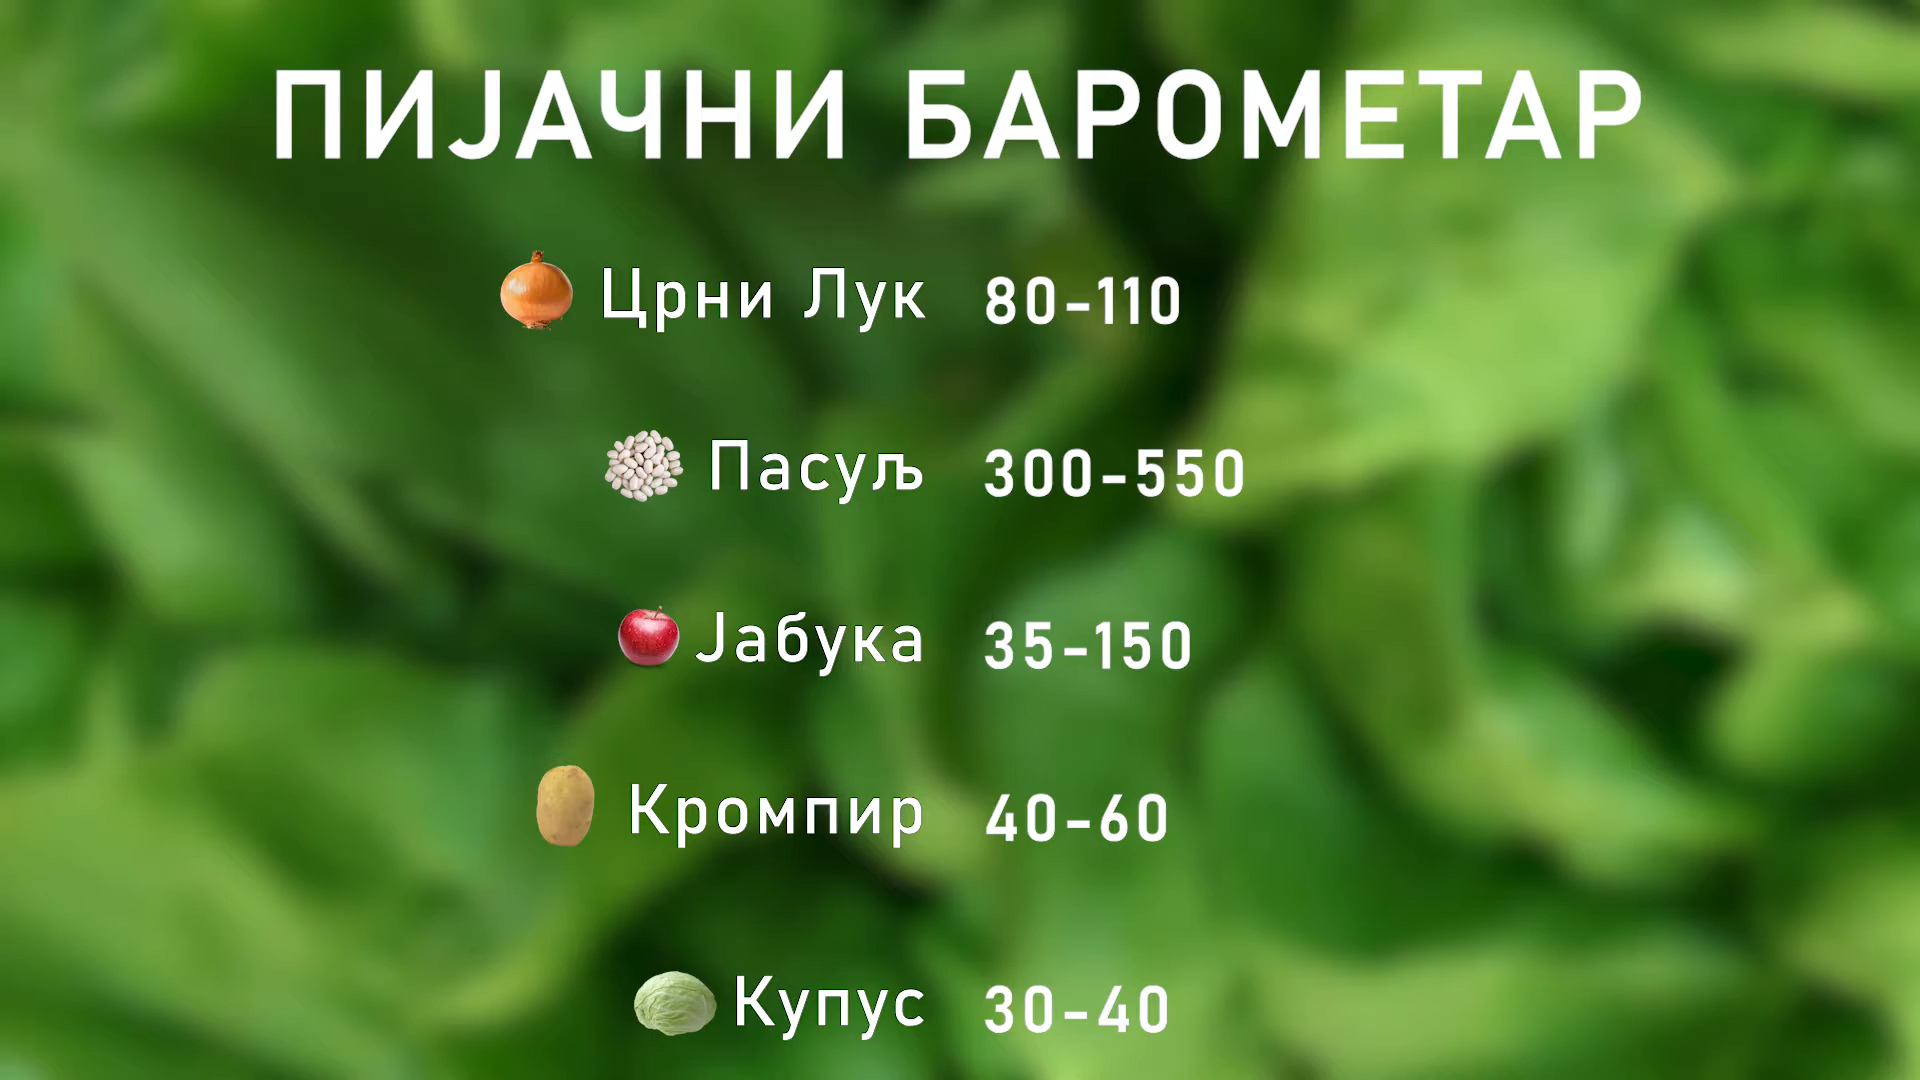 ПИЈАЧНИ БАРОМЕТАР
Црни Лук 80-110
Пасуљ 300-550
Јабука 35-150
Кромпир 40-60
Купус 30-40